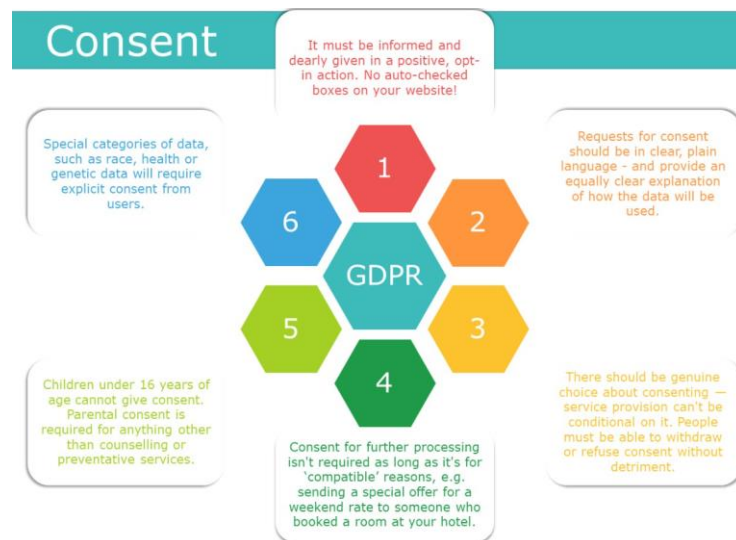 Consent
It must be informed and
dearly given in a positive, opt-
in action. No auto-checked
boxes on your website!
1
Requests for consent
should be in clear, plain
language - and provide an
equally clear explanation
of how the data will be
used.
2
There should be genuine
choice about consenting —
service provision can't be
conditional on it. People
must be able to withdraw
or refuse consent without
detriment.
3
GDPR
4
Consent for further processing
isn't required as long as it's for
‘compatible’ reasons, e.g.
sending a special offer for a
weekend rate to someone who
booked a room at your hotel.
5
Children under 16 years of
age cannot give consent.
Parental consent is
required for anything other
than counselling or
preventative services.
6
Special categories of data,
such as race, health or
genetic data will require
explicit consent from
users.